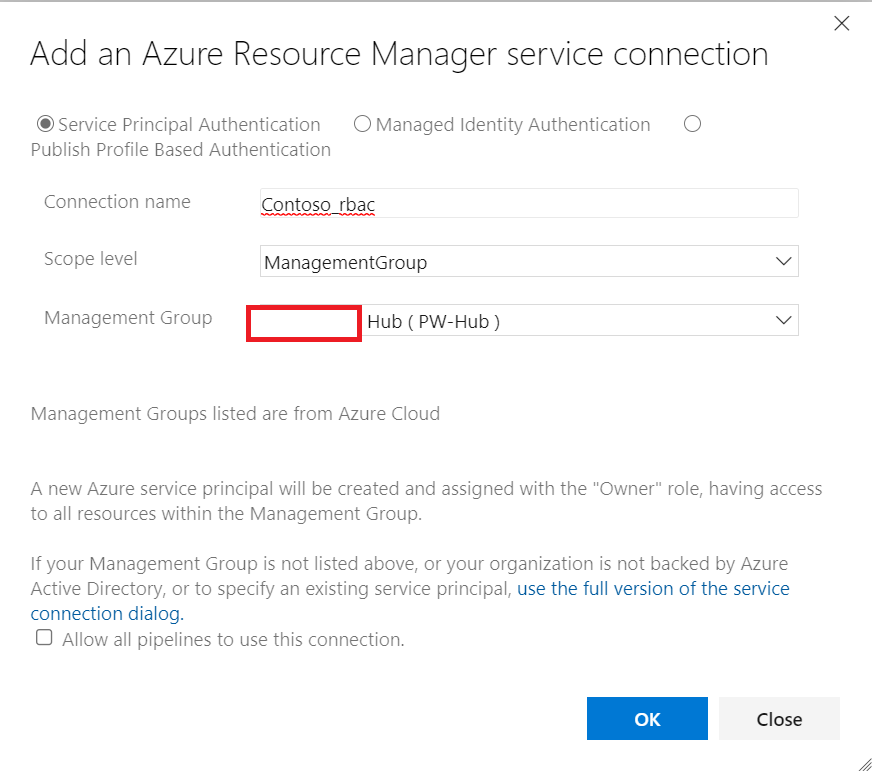 Add an Azure Resource Manager service connection
Service Principal Authentication Managed Identity Authentication
Publish Profile Based Authentication
Connection name Contoso_rbac
Scope level ManagementGroup
Management Group Hub ( PW-Hub )
Management Groups listed are from Azure Cloud
A new Azure service principal will be created and assigned with the "Owner" role, having access
to all resources within the Management Group.
If your Management Group is not listed above, or your organization is not backed by Azure
Active Directory, or to specify an existing service principal, use the full version of the service
connection dialog.
Allow all pipelines to use this connection.
OK Close